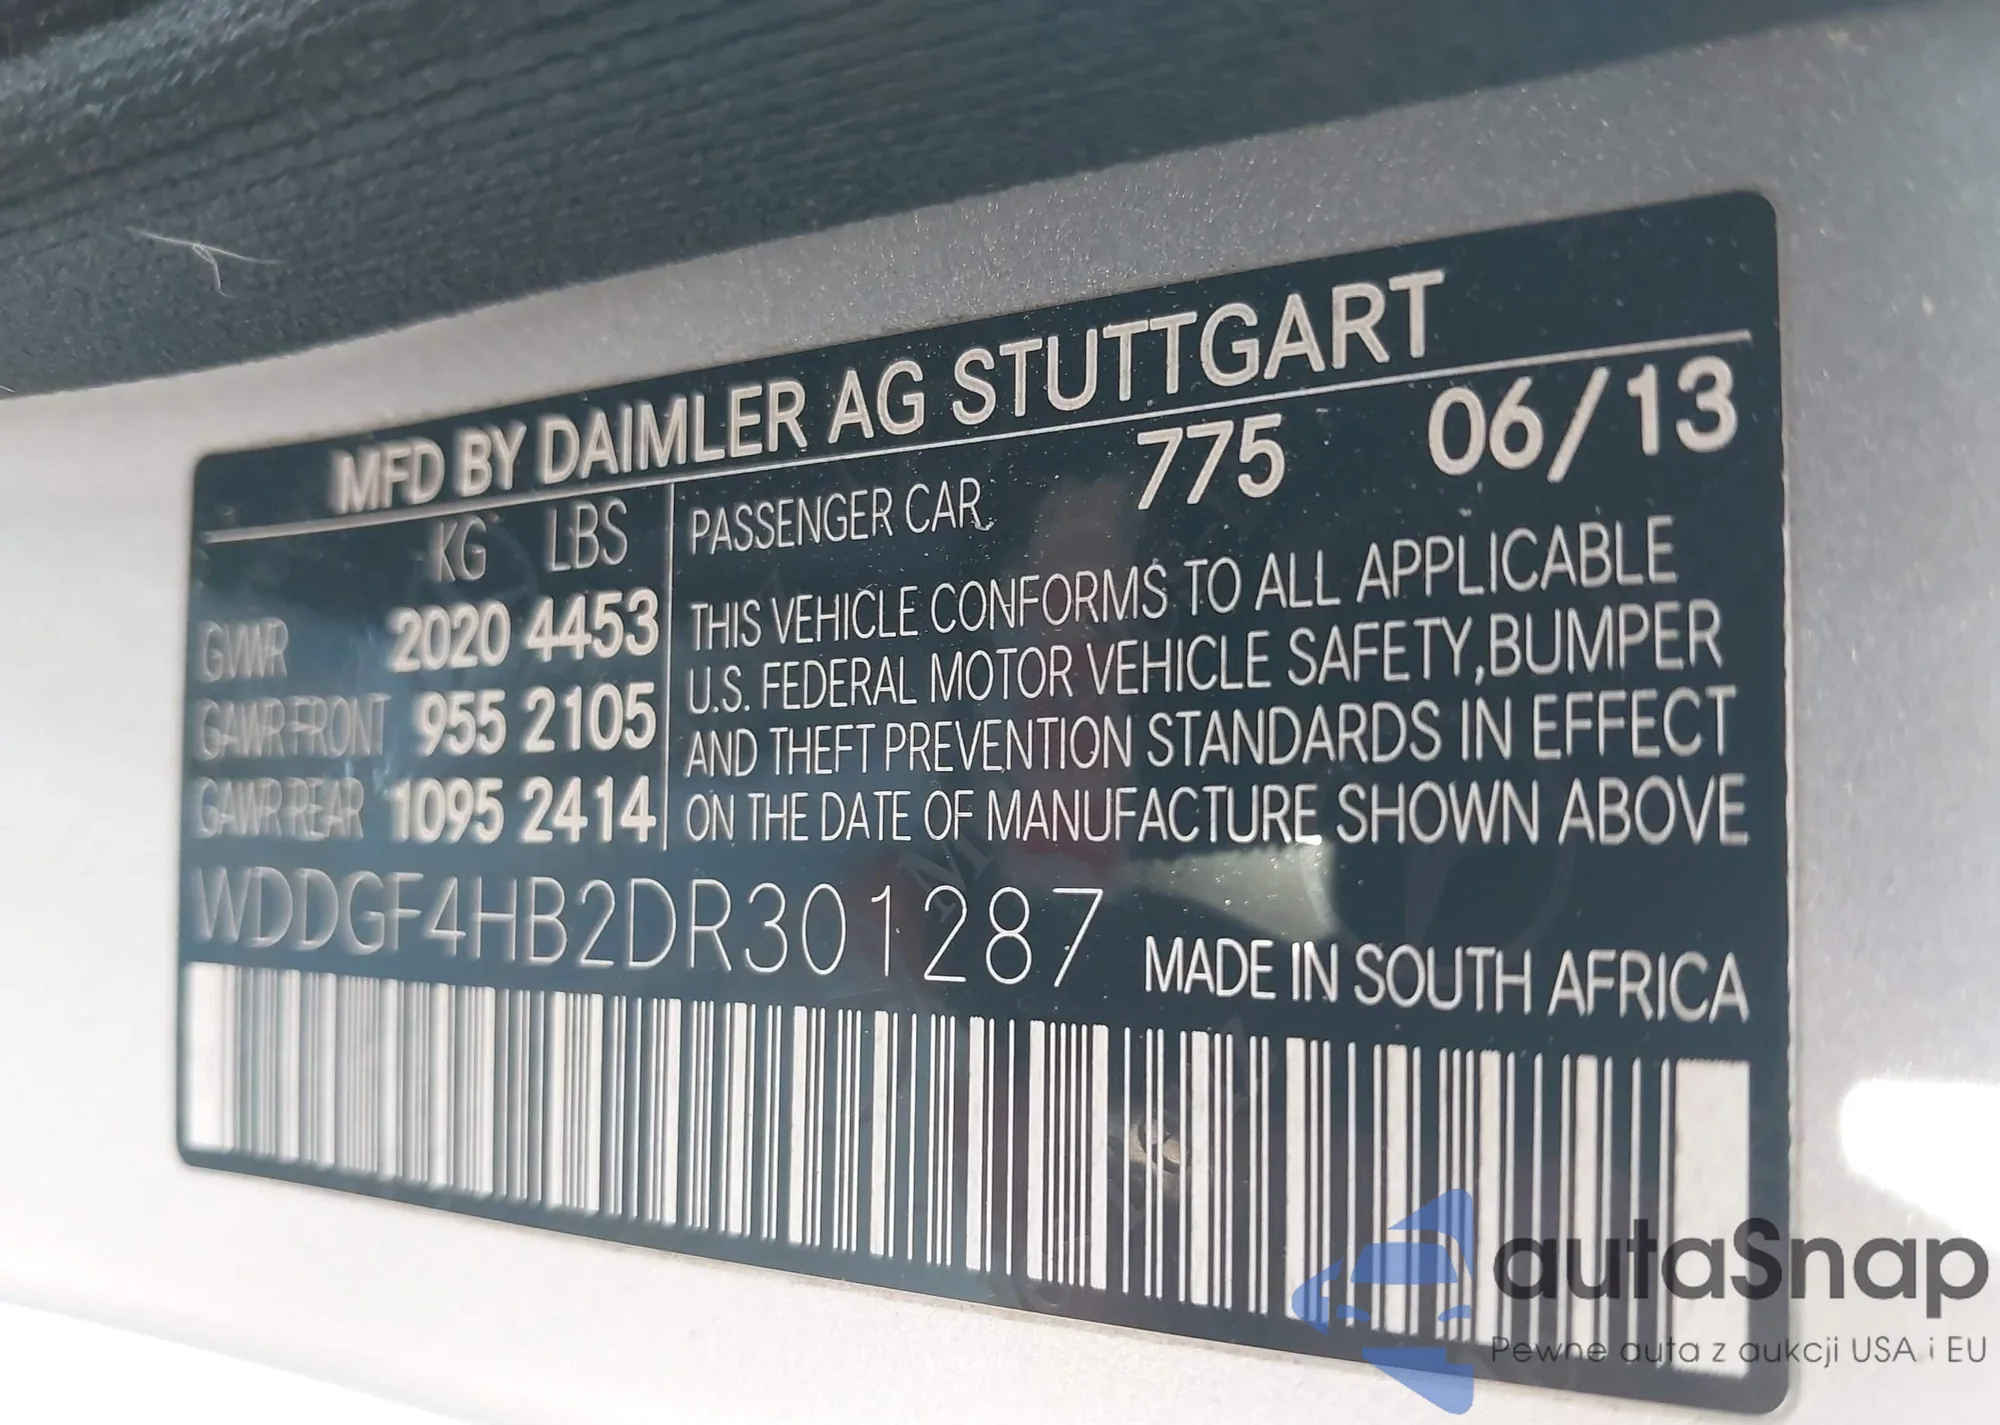 MFD BY DAIMLER AG STUTTGART
KG LBS
PASSENGER CAR 775 06/13
GVWR 2020 4453
GAWR FRONT 955 2105
GAWR REAR 1095 2414
THIS VEHICLE CONFORMS TO ALL APPLICABLE
U.S. FEDERAL MOTOR VEHICLE SAFETY,BUMPER
AND THEFT PREVENTION STANDARDS IN EFFECT
ON THE DATE OF MANUFACTURE SHOWN ABOVE
WDDGF4HB2DR301287 MADE IN SOUTH AFRICA
autaSnap
Pewne auta z aukcji USA i EU